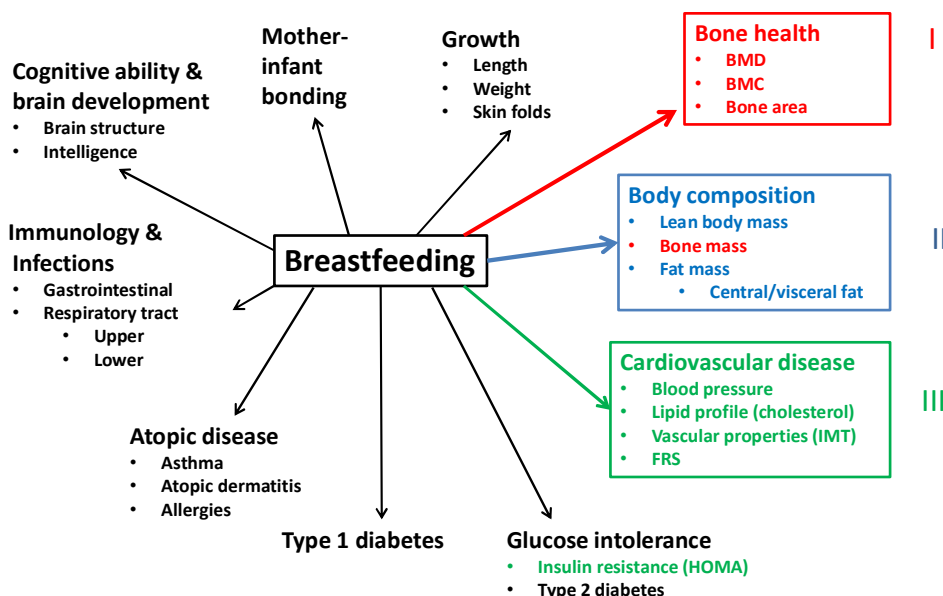 Mother-
infant
bonding
Growth
• Length
• Weight
• Skin folds
Bone health
• BMD
• BMC
• Bone area
I
Cognitive ability &
brain development
• Brain structure
• Intelligence
Body composition
• Lean body mass
• Bone mass
• Fat mass
• Central/visceral fat
II
Immunology &
Infections
• Gastrointestinal
• Respiratory tract
• Upper
• Lower
Breastfeeding
Cardiovascular disease
• Blood pressure
• Lipid profile (cholesterol)
• Vascular properties (IMT)
• FRS
III
Atopic disease
• Asthma
• Atopic dermatitis
• Allergies
Type 1 diabetes
Glucose intolerance
• Insulin resistance (HOMA)
• Type 2 diabetes